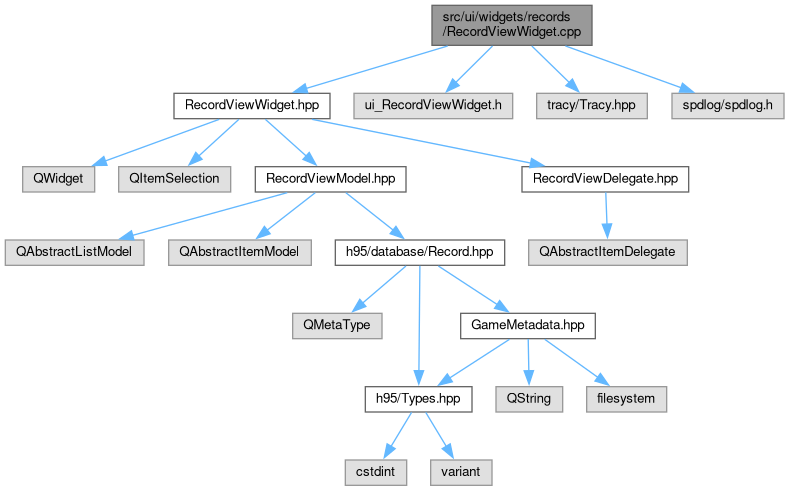 src/ui/widgets/records
/RecordViewWidget.cpp
RecordViewWidget.hpp
ui_RecordViewWidget.h
tracy/Tracy.hpp
spdlog/spdlog.h
QWidget
QItemSelection
RecordViewModel.hpp
RecordViewDelegate.hpp
QAbstractListModel
QAbstractItemModel
h95/database/Record.hpp
QAbstractItemDelegate
QMetaType
GameMetadata.hpp
h95/Types.hpp
QString
filesystem
cstdint
variant